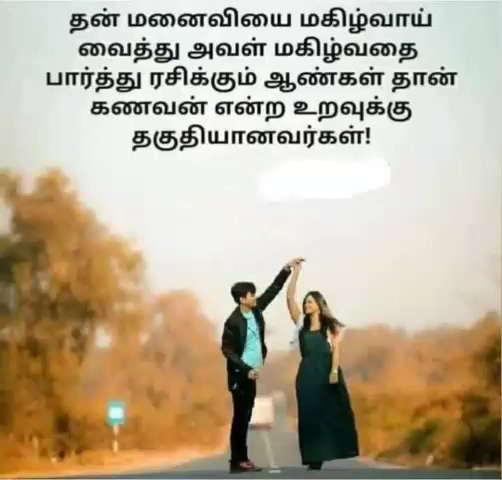 தன் மனைவியை மகிழ்வாய்
வைத்து அவள் மகிழ்வதை
பார்த்து ரசிக்கும் ஆண்கள் தான்
கணவன் என்ற உறவுக்கு
தகுதியானவர்கள்!